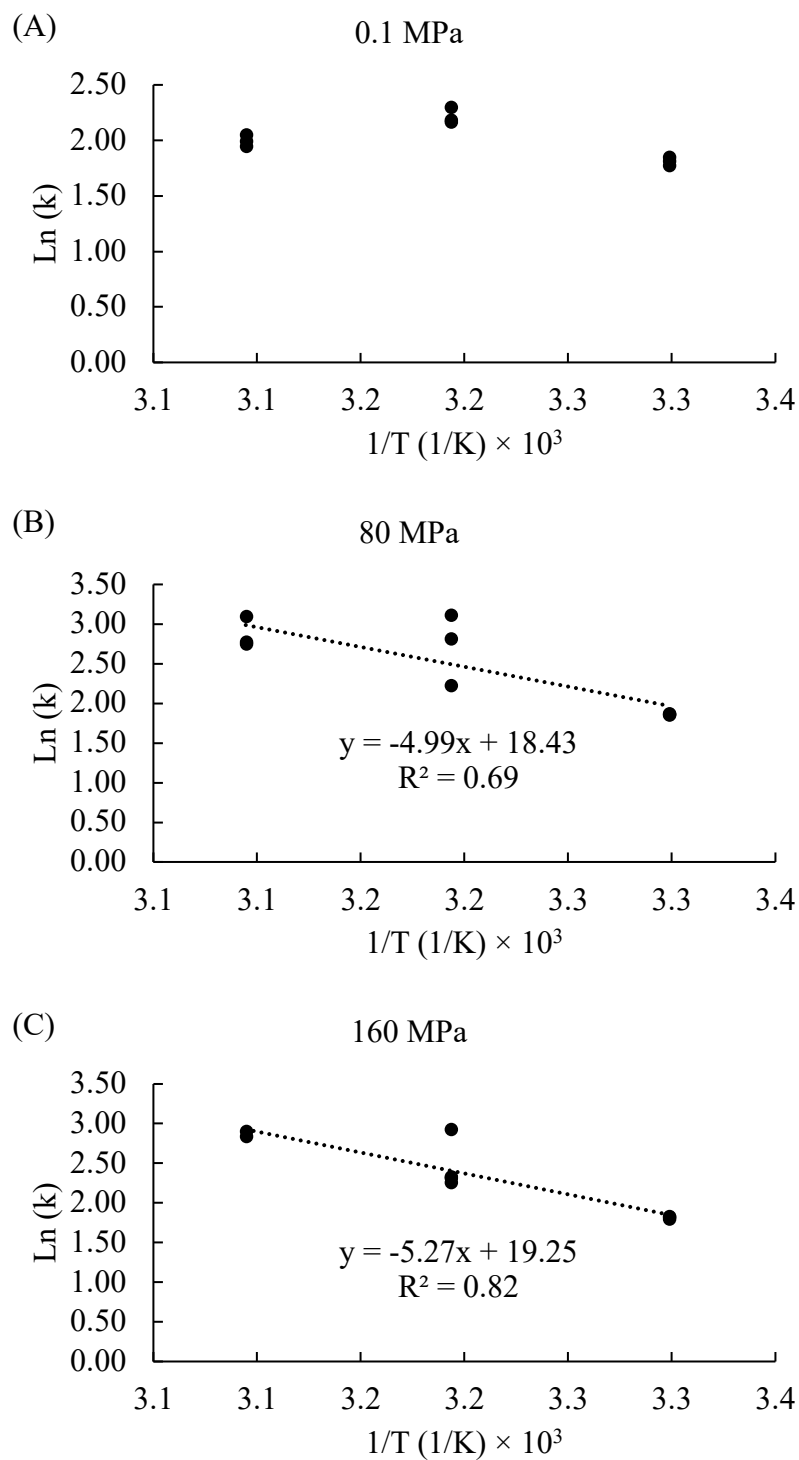 (A)
0.1 MPa
2.50
2.00
1.50
1.00
0.50
0.00
Ln (k)
3.1 3.1 3.2 3.2 3.3 3.3 3.4
1/T (1/K) × 10³
(B)
80 MPa
3.50
3.00
2.50
2.00
1.50
1.00
0.50
0.00
Ln (k)
y = -4.99x + 18.43
R² = 0.69
3.1 3.1 3.2 3.2 3.3 3.3 3.4
1/T (1/K) × 10³
(C)
160 MPa
3.50
3.00
2.50
2.00
1.50
1.00
0.50
0.00
Ln (k)
y = -5.27x + 19.25
R² = 0.82
3.1 3.1 3.2 3.2 3.3 3.3 3.4
1/T (1/K) × 10³